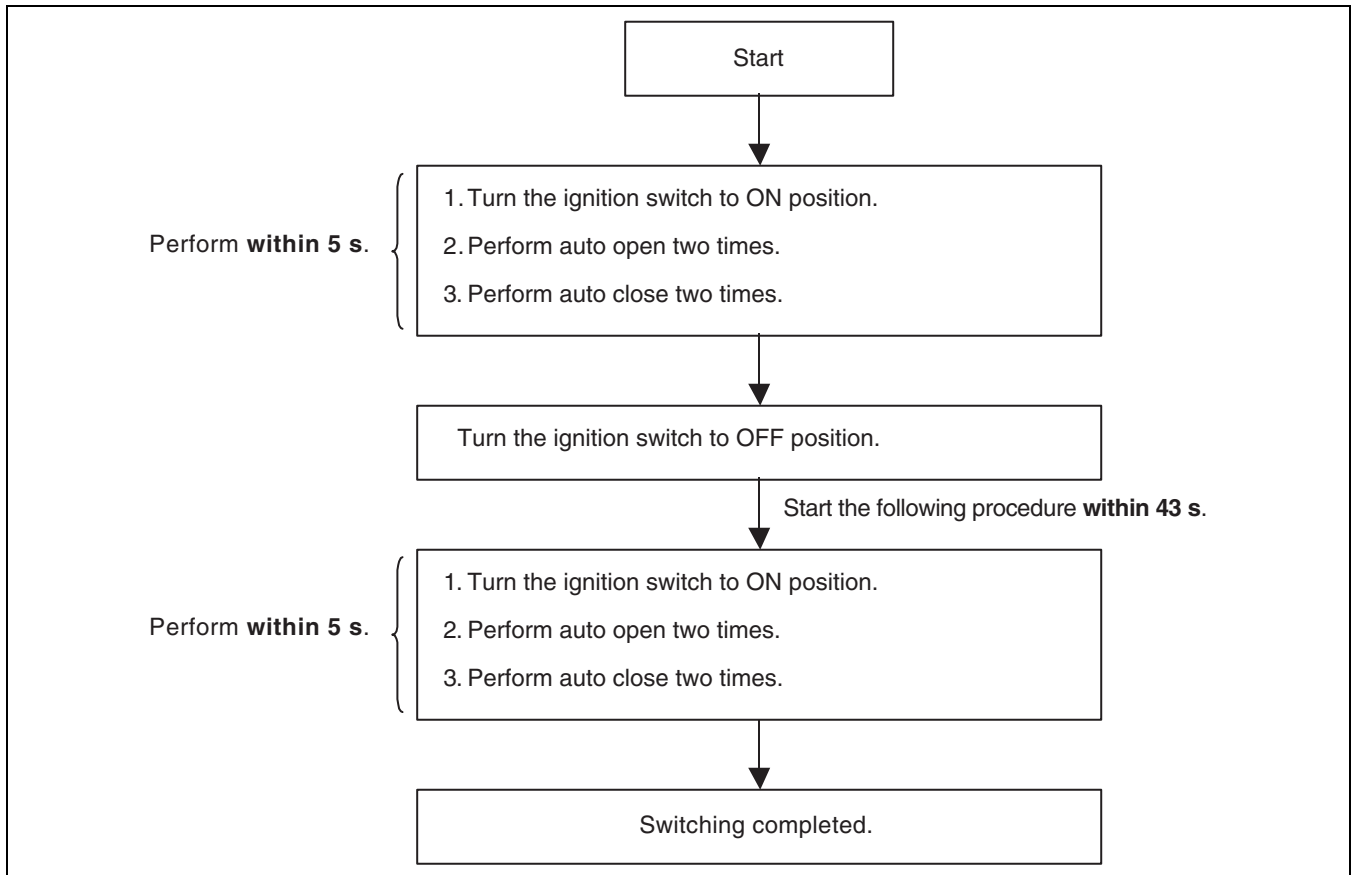 Start
Perform within 5 s.
1. Turn the ignition switch to ON position.
2. Perform auto open two times.
3. Perform auto close two times.
Turn the ignition switch to OFF position.
Start the following procedure within 43 s.
Perform within 5 s.
1. Turn the ignition switch to ON position.
2. Perform auto open two times.
3. Perform auto close two times.
Switching completed.